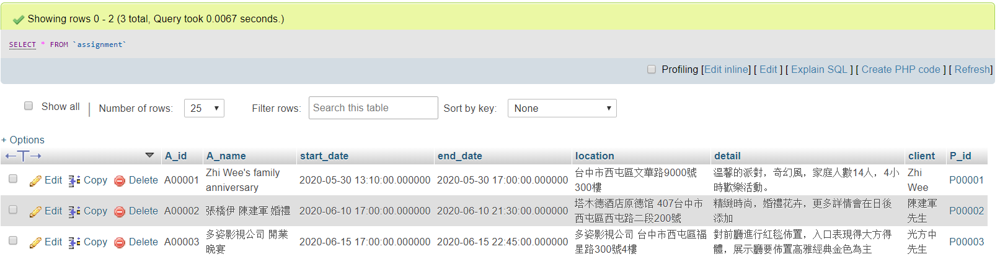 Showing rows 0 - 2 (3 total, Query took 0.0067 seconds.)
SELECT * FROM `assignment`
Profiling [Edit inline] [ Edit ] [ Explain SQL ] [ Create PHP code ] [ Refresh]
Show all | Number of rows: 25 Filter rows: Search this table Sort by key: None
+ Options
A_id A_name start_date end_date location detail client P_id
Edit Copy Delete A00001 Zhi Wee's family anniversary 2020-05-30 13:10:00.000000 2020-05-30 17:00:00.000000 台中市西屯區文華路9000號300樓 溫馨的派對，奇幻風，家庭人數14人，4小時歡樂活動。 Zhi Wee P00001
Edit Copy Delete A00002 張橋伊 陳建軍 婚禮 2020-06-10 17:00:00.000000 2020-06-10 21:30:00.000000 塔木德酒店原德馆 407台中市西屯區西屯路二段200號 精緻時尚，婚禮花卉，更多詳情會在日後添加 陳建軍先生 P00002
Edit Copy Delete A00003 多姿影視公司 開業晚宴 2020-06-15 17:00:00.000000 2020-06-15 22:45:00.000000 多姿影視公司 台中市西屯區福星路300號4樓 對前廳進行紅毯佈置，入口表現得大方得體，展示廳要佈置高雅經典金色為主 光方中先生 P00003